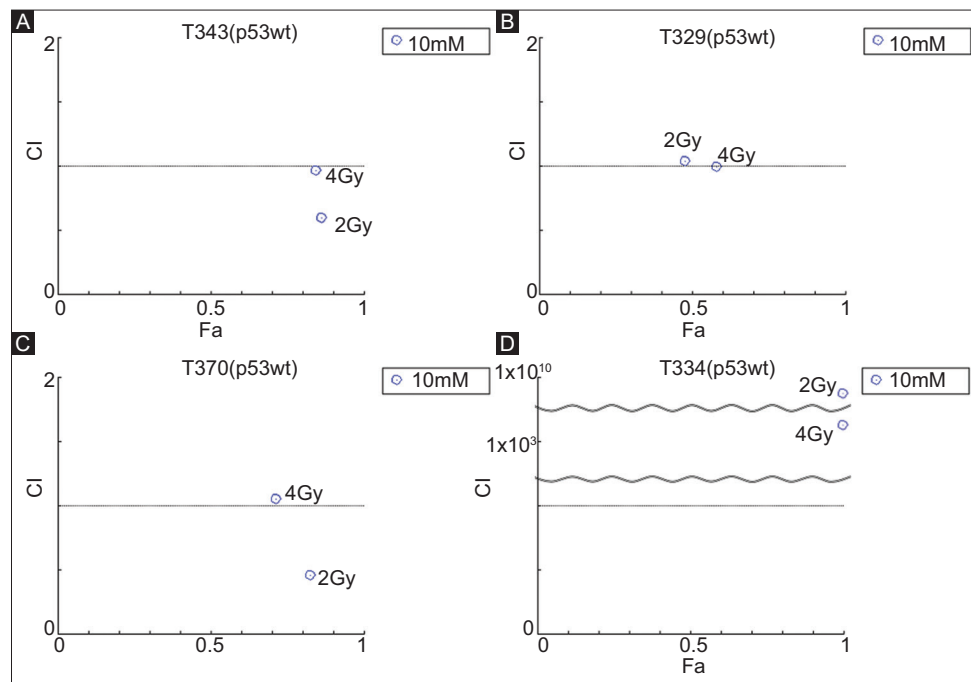 A
T343(p53wt)
10mM
2
CI
4Gy
2Gy
0
0 0.5 1
Fa
B
T329(p53wt)
10mM
2
CI
2Gy
4Gy
0
0 0.5 1
Fa
C
T370(p53wt)
10mM
2
CI
4Gy
2Gy
0
0 0.5 1
D
T334(p53wt)
10mM
1x10¹⁰
2Gy
1x10³
4Gy
CI
0
0 0.5 1
Fa